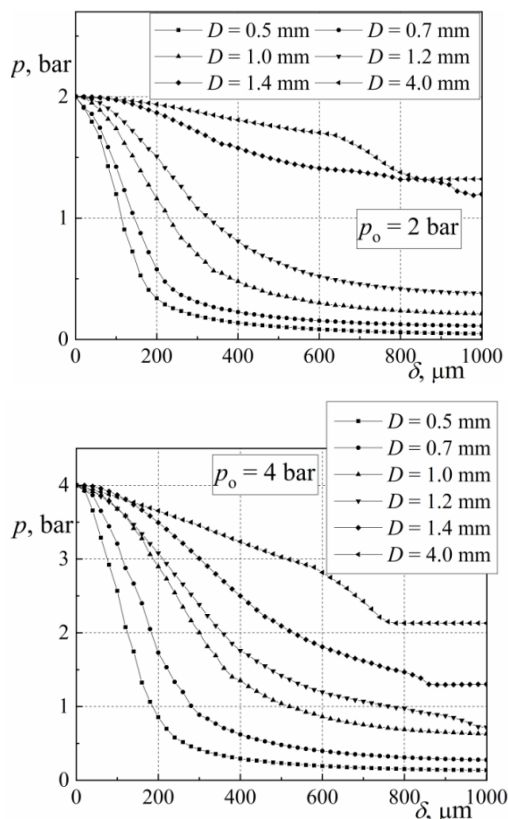 p, bar
D = 0.5 mm D = 0.7 mm
D = 1.0 mm D = 1.2 mm
D = 1.4 mm D = 4.0 mm
2
1
pₒ = 2 bar
0
0 200 400 600 800 1000
δ, μm
D = 0.5 mm
D = 0.7 mm
D = 1.0 mm
D = 1.2 mm
D = 1.4 mm
D = 4.0 mm
pₒ = 4 bar
4
p, bar
3
2
1
0
0 200 400 600 800 1000
δ, μm